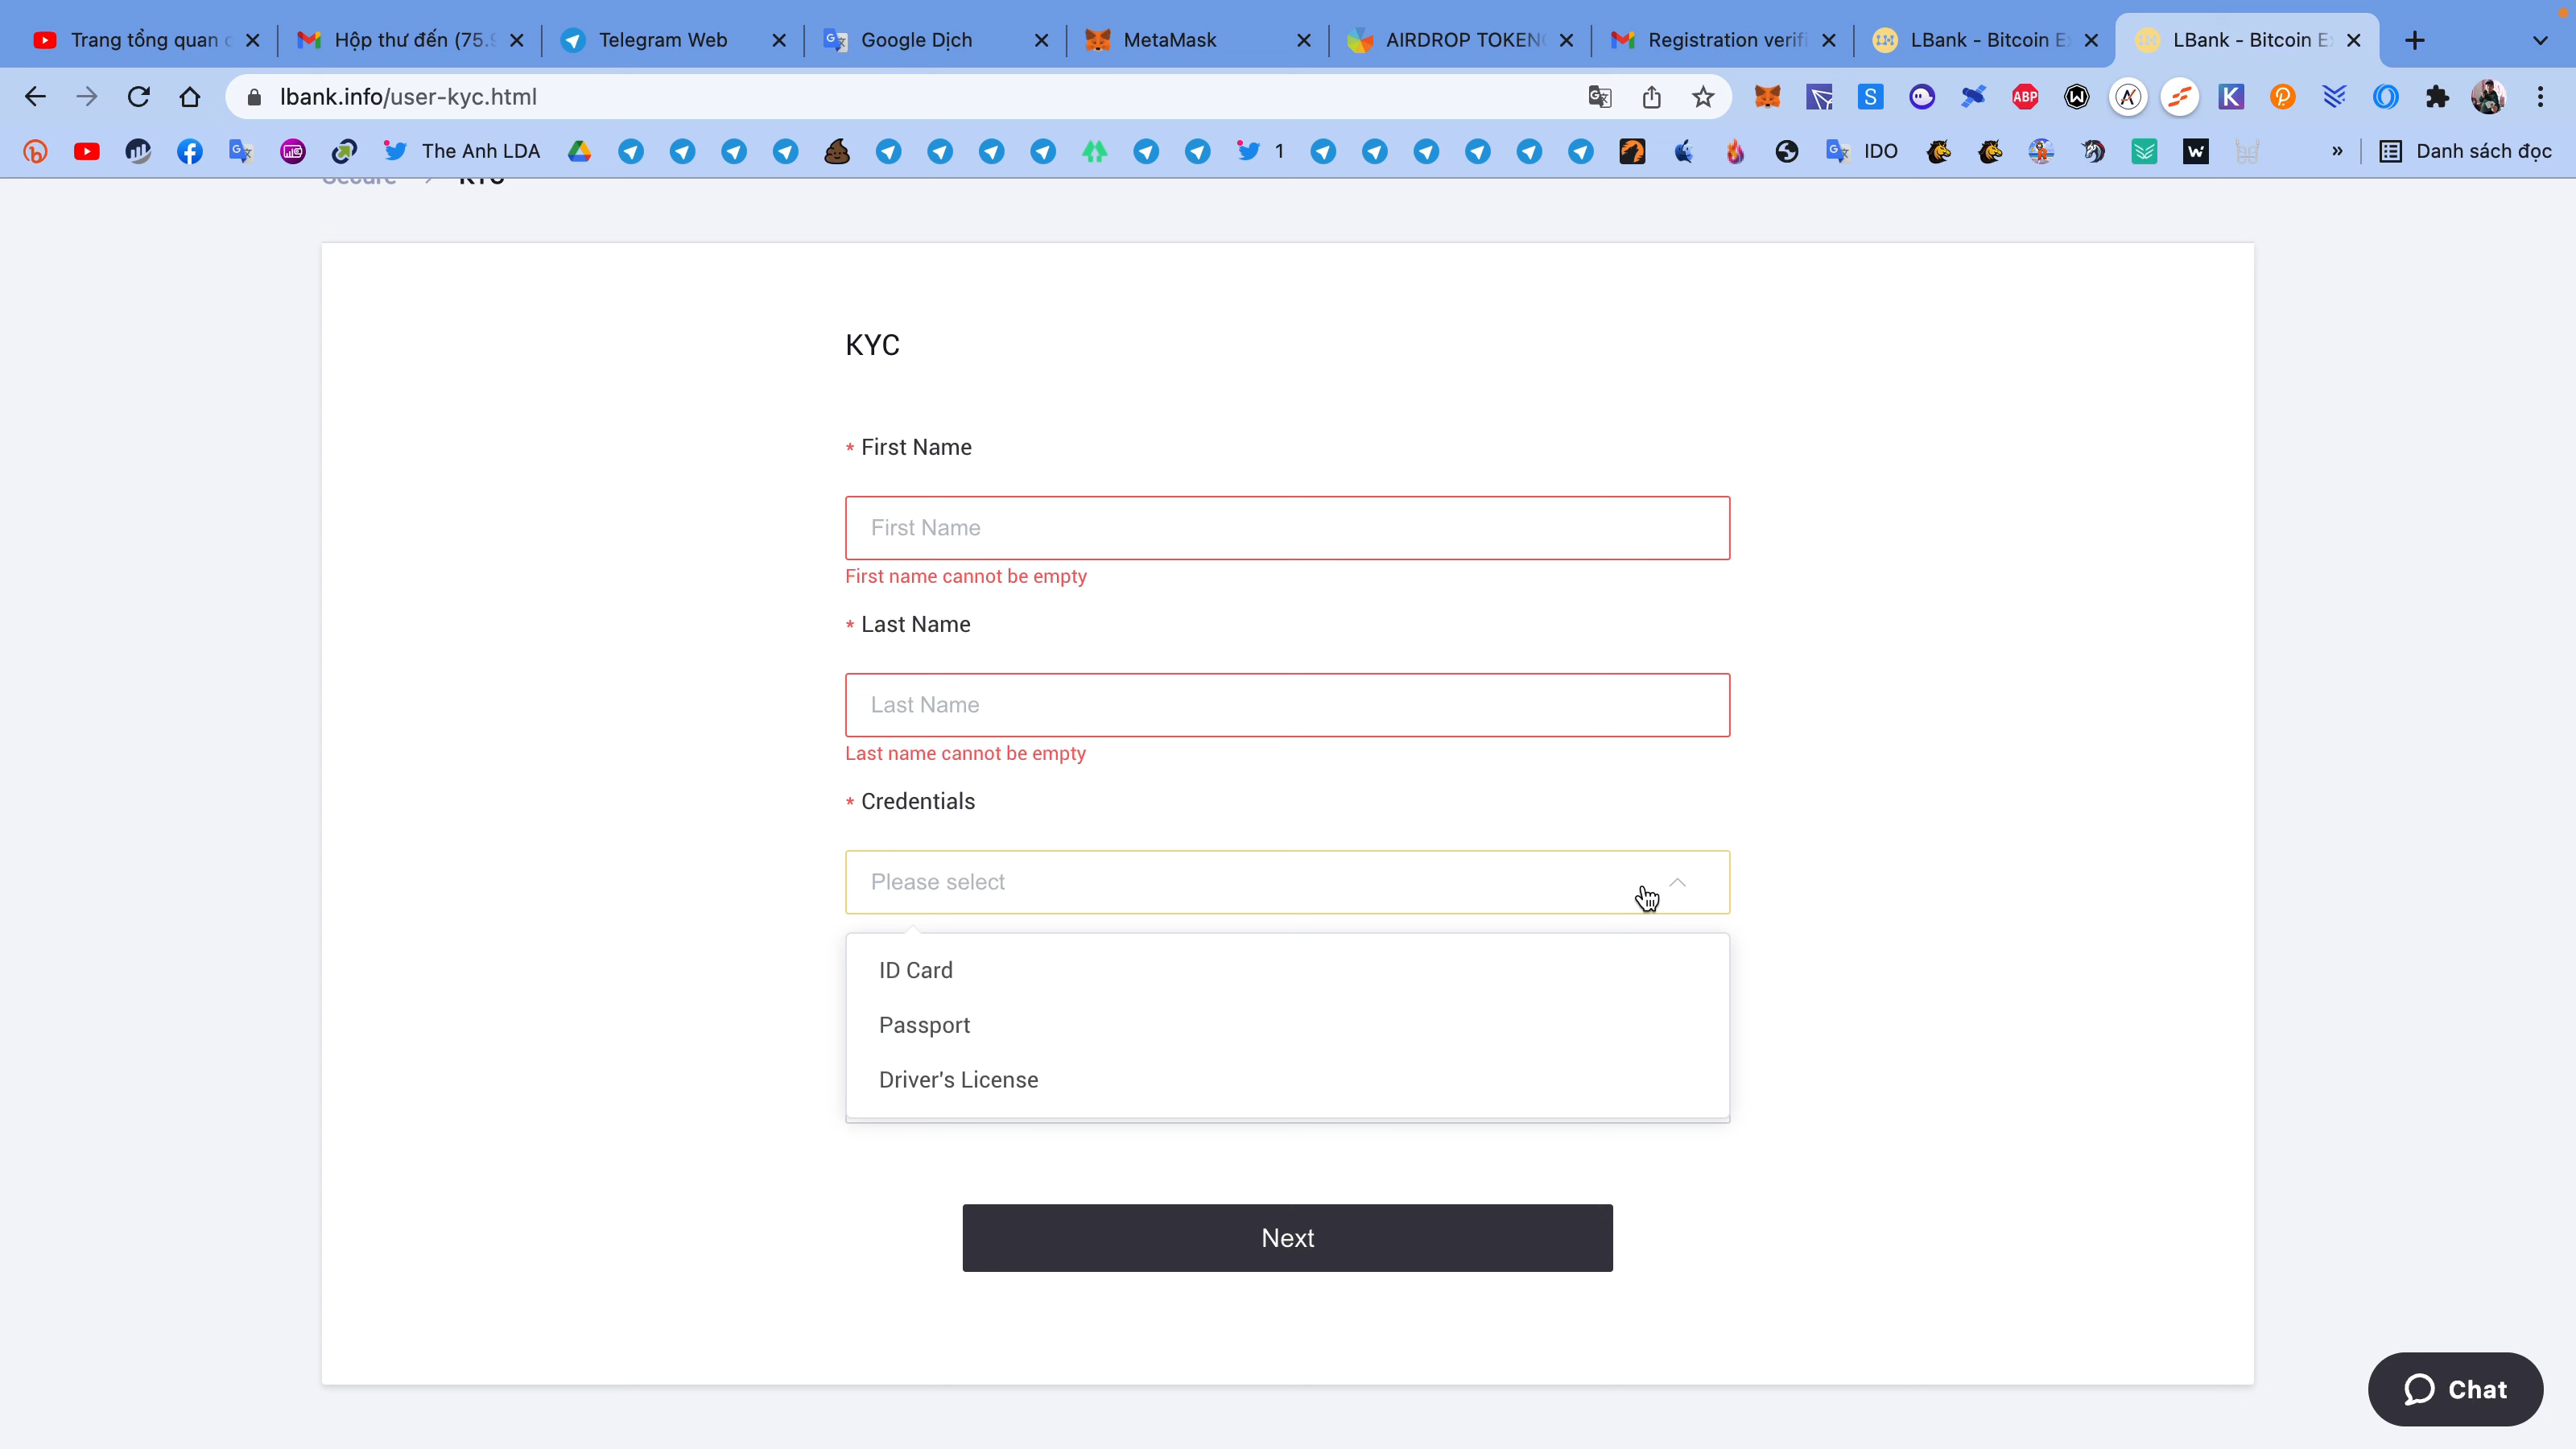 Trang tổng quan c
Hộp thư đến (75.9
Telegram Web
Google Dịch
MetaMask
AIRDROP TOKEN
Registration verifi
LBank - Bitcoin E
LBank - Bitcoin E
lbank.info/user-kyc.html
The Anh LDA
1
IDO
Danh sách đọc
Secure > KYC
KYC
* First Name
First Name
First name cannot be empty
* Last Name
Last Name
Last name cannot be empty
* Credentials
Please select
ID Card
Passport
Driver's License
Next
Chat